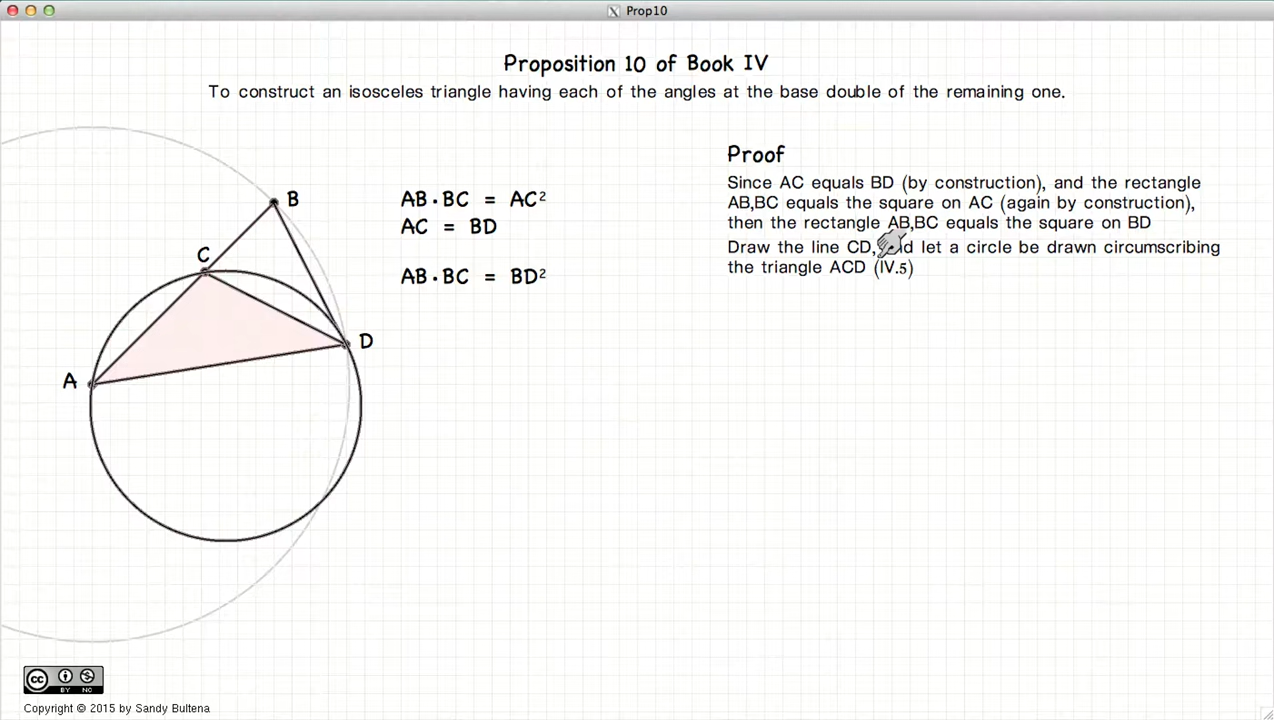 Prop10
Proposition 10 of Book IV
To construct an isosceles triangle having each of the angles at the base double of the remaining one.
Proof
Since AC equals BD (by construction), and the rectangle
AB,BC equals the square on AC (again by construction),
then the rectangle AB,BC equals the square on BD
Draw the line CD, let a circle be drawn circumscribing
the triangle ACD (IV.5)
AB·BC = AC²
AC = BD
AB·BC = BD²
B
C
D
A
cc
BY NC
Copyright © 2015 by Sandy Bultena